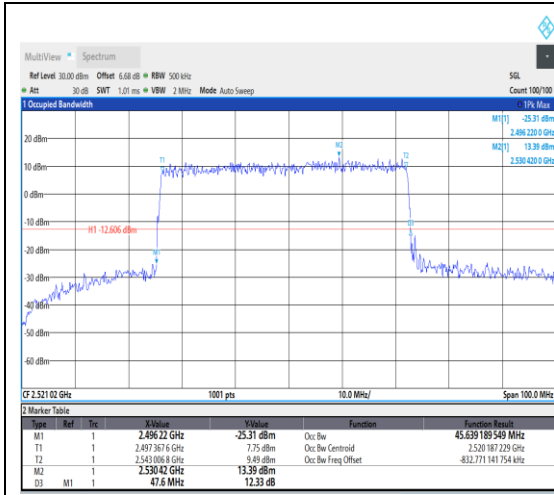 MultiView Spectrum
Ref Level 30.00 dBm Offset 6.68 dB RBW 500 kHz SGL
Att 30 dB SWT 1.01 ms VBW 2 MHz Mode Auto Sweep Count 100/100
1 Occupied Bandwidth 1Pk Max
M1[1] -25.31 dBm
2.496 220 0 GHz
M2[1] 13.39 dBm
2.530 420 0 GHz
20 dBm
10 dBm
0 dBm
-10 dBm
-20 dBm
-30 dBm
-40 dBm
-50 dBm
-60 dBm
T1
M2
T2
H1 -12.606 dBm
M1
D3
CF 2.521 02 GHz 1001 pts 10.0 MHz/ Span 100.0 MHz
2 Marker Table
Type Ref Trc X-Value Y-Value Function Function Result
M1 1 2.496 22 GHz -25.31 dBm Occ Bw 45.639 189 549 MHz
T1 1 2.497 367 6 GHz 7.75 dBm Occ Bw Centroid 2.520 187 229 GHz
T2 1 2.543 006 8 GHz 9.49 dBm Occ Bw Freq Offset -832.771 141 754 kHz
M2 1 2.530 42 GHz 13.39 dBm
D3 M1 1 47.6 MHz 12.33 dB